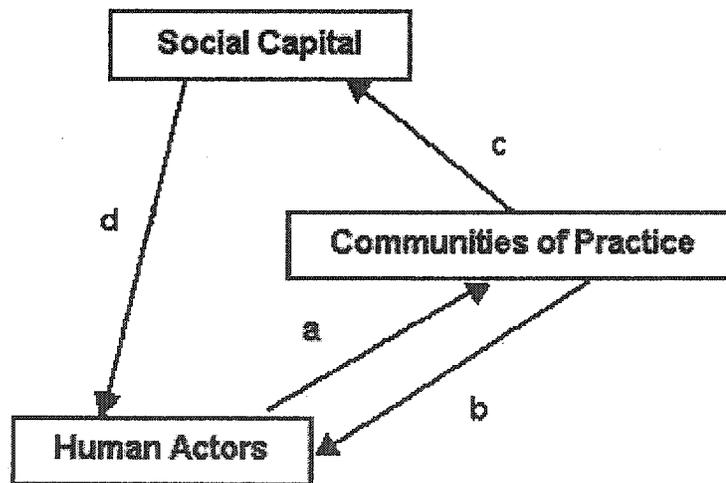 Social Capital
c
d
Communities of Practice
a
b
Human Actors